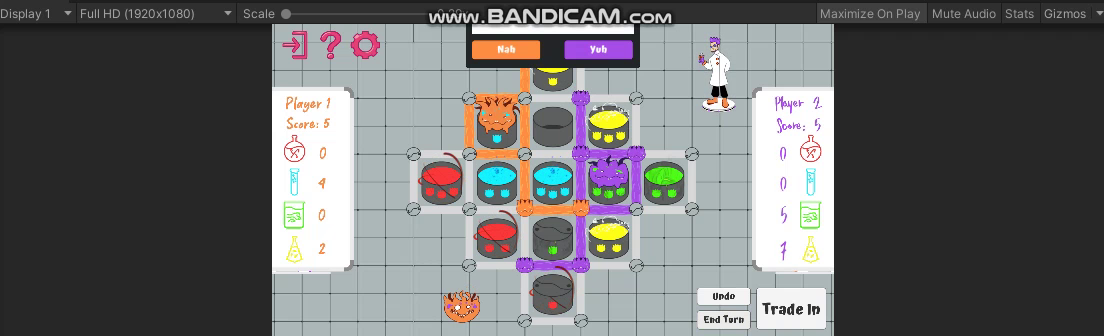 Display 1 Full HD (1920x1080) Scale Maximize On Play Mute Audio Stats Gizmos
www.BANDICAM.com
Nah Yuh
Player 1
Score: 5
0
4
0
2
Player 2
Score: 5
0
0
5
7
Undo
End Turn
Trade In